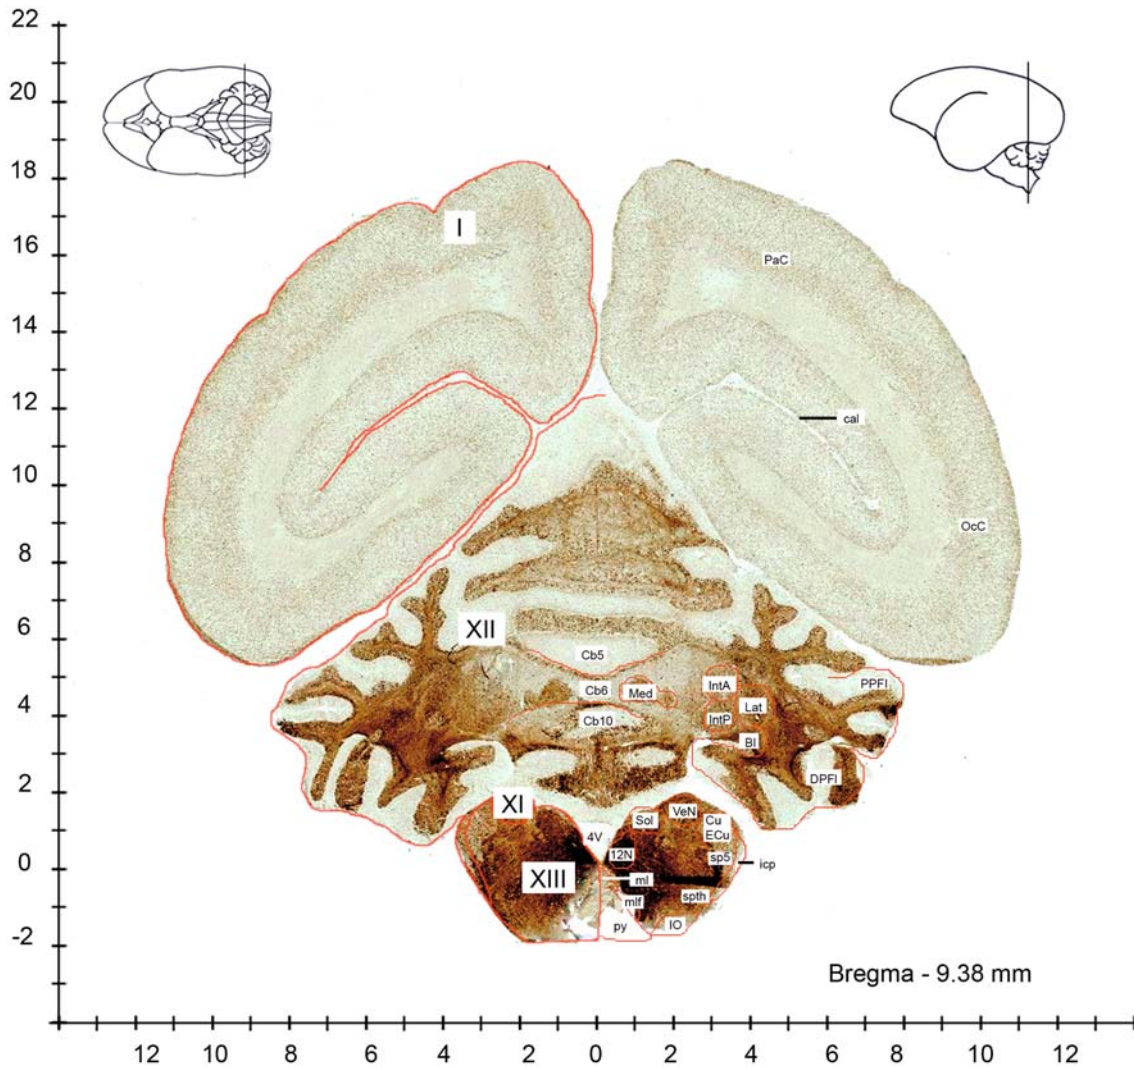 22
20
18
16
14
12
10
8
6
4
2
0
-2
I
PaC
cal
OcC
XII
Cb5
Cb6
Med
IntA
PPFl
Lat
Cb10
IntP
Bl
DPFl
XI
Sol
VeN
Cu
ECu
4V
12N
sp5
icp
XIII
ml
spth
mlf
py
IO
Bregma - 9.38 mm
12 10 8 6 4 2 0 2 4 6 8 10 12